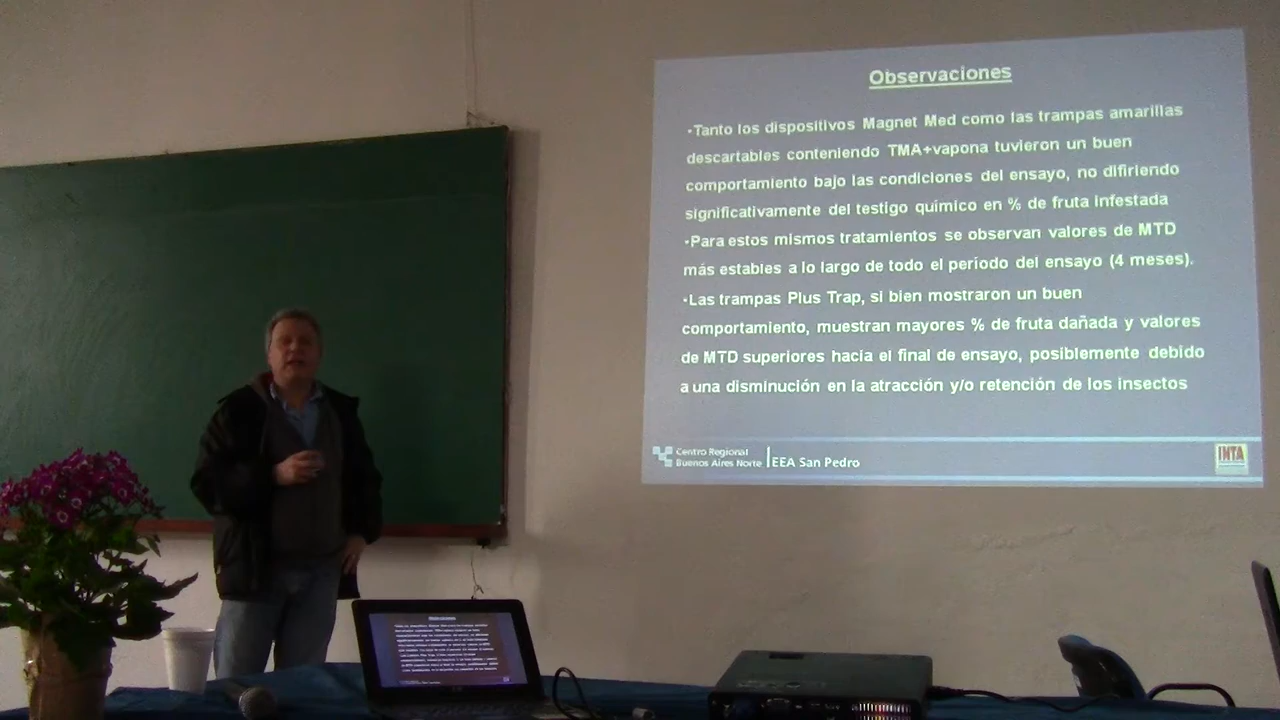 Observaciones
•Tanto los dispositivos Magnet Med como las trampas amarillas
descartables conteniendo TMA+vapona tuvieron un buen
comportamiento bajo las condiciones del ensayo, no difiriendo
significativamente del testigo químico en % de fruta infestada
•Para estos mismos tratamientos se observan valores de MTD
más estables a lo largo de todo el período del ensayo (4 meses).
•Las trampas Plus Trap, si bien mostraron un buen
comportamiento, muestran mayores % de fruta dañada y valores
de MTD superiores hacia el final de ensayo, posiblemente debido
a una disminución en la atracción y/o retención de los insectos
Centro Regional
Buenos Aires Norte
EEA San Pedro
INTA